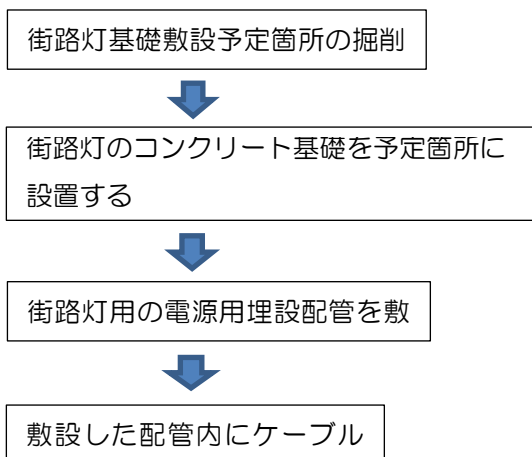 街路灯基礎敷設予定箇所の掘削
街路灯のコンクリート基礎を予定箇所に
設置する
街路灯用の電源用埋設配管を敷
敷設した配管内にケーブル